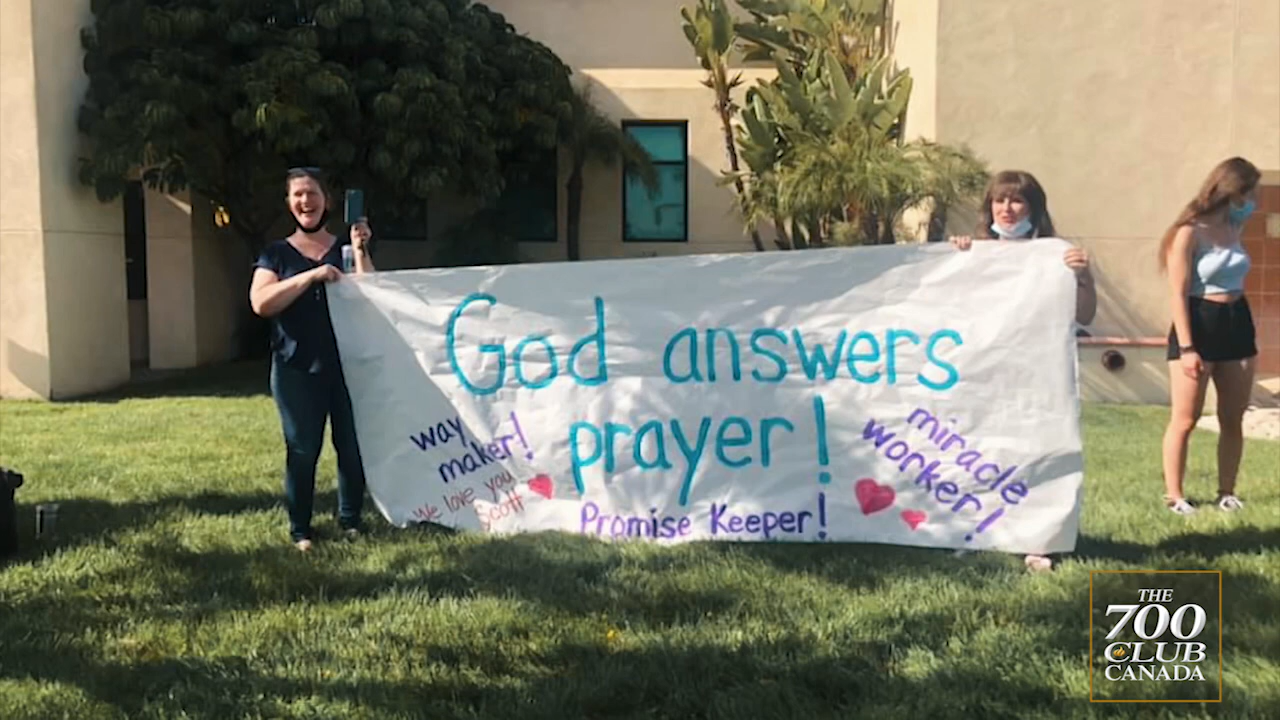 God answers
prayer!
way
maker!
We love you
Scott
Promise Keeper!
miracle
worker!
THE
700
CLUB
CANADA